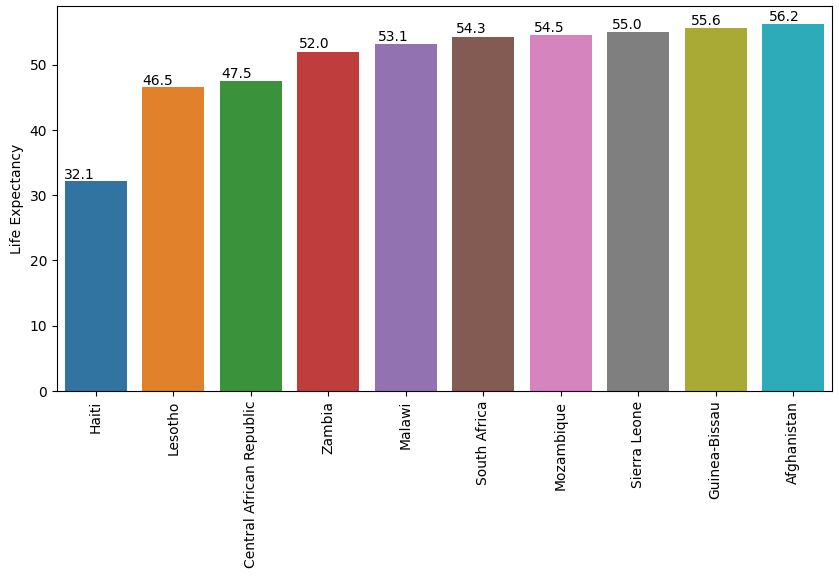 32.1
46.5
47.5
52.0
53.1
54.3
54.5
55.0
55.6
56.2
Life Expectancy
50
40
30
20
10
0
Haiti
Lesotho
Central African Republic
Zambia
Malawi
South Africa
Mozambique
Sierra Leone
Guinea-Bissau
Afghanistan